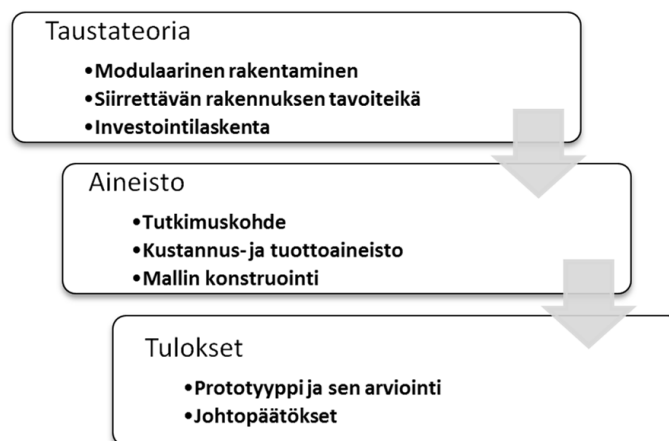 Taustateoria
•Modulaarinen rakentaminen
•Siirrettävän rakennuksen tavoiteikä
•Investointilaskenta
Aineisto
•Tutkimuskohde
•Kustannus- ja tuottoaineisto
•Mallin konstruointi
Tulokset
•Prototyyppi ja sen arviointi
•Johtopäätökset